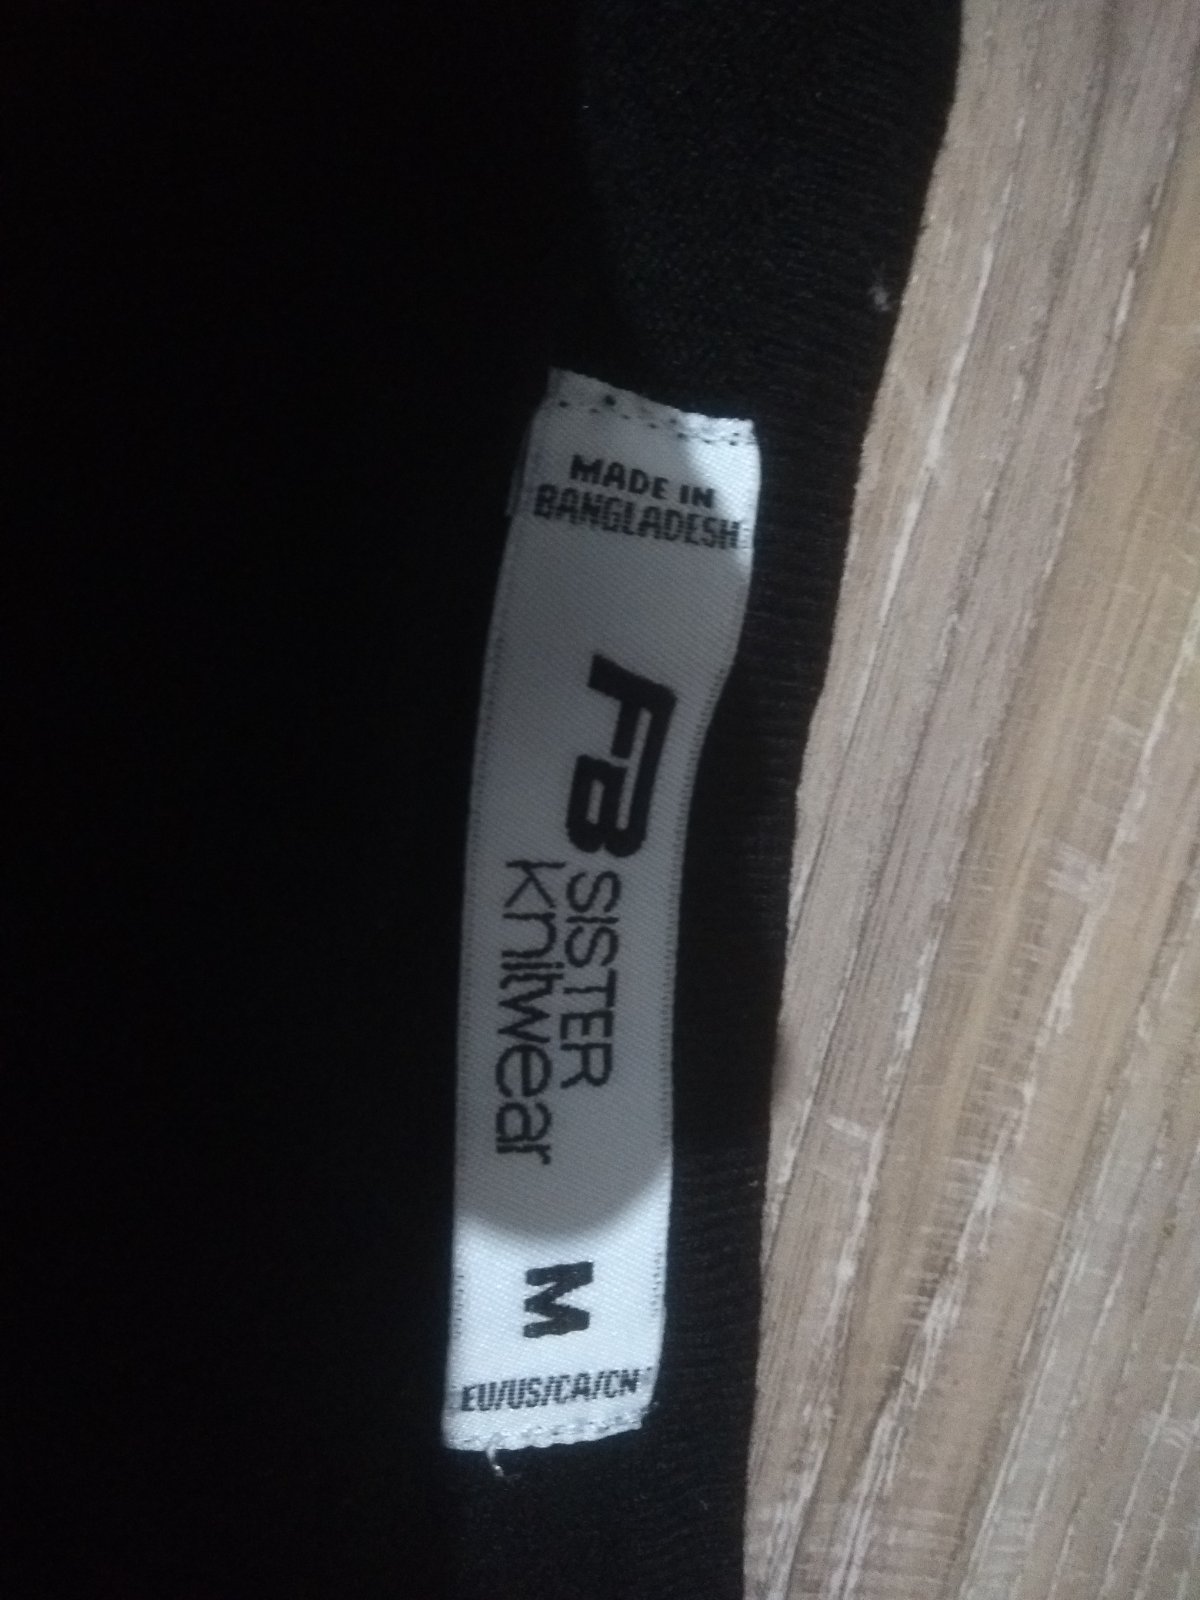 MADE IN
BANGLADESH
FB SISTER
knitwear
M
EU/US/CA/CN